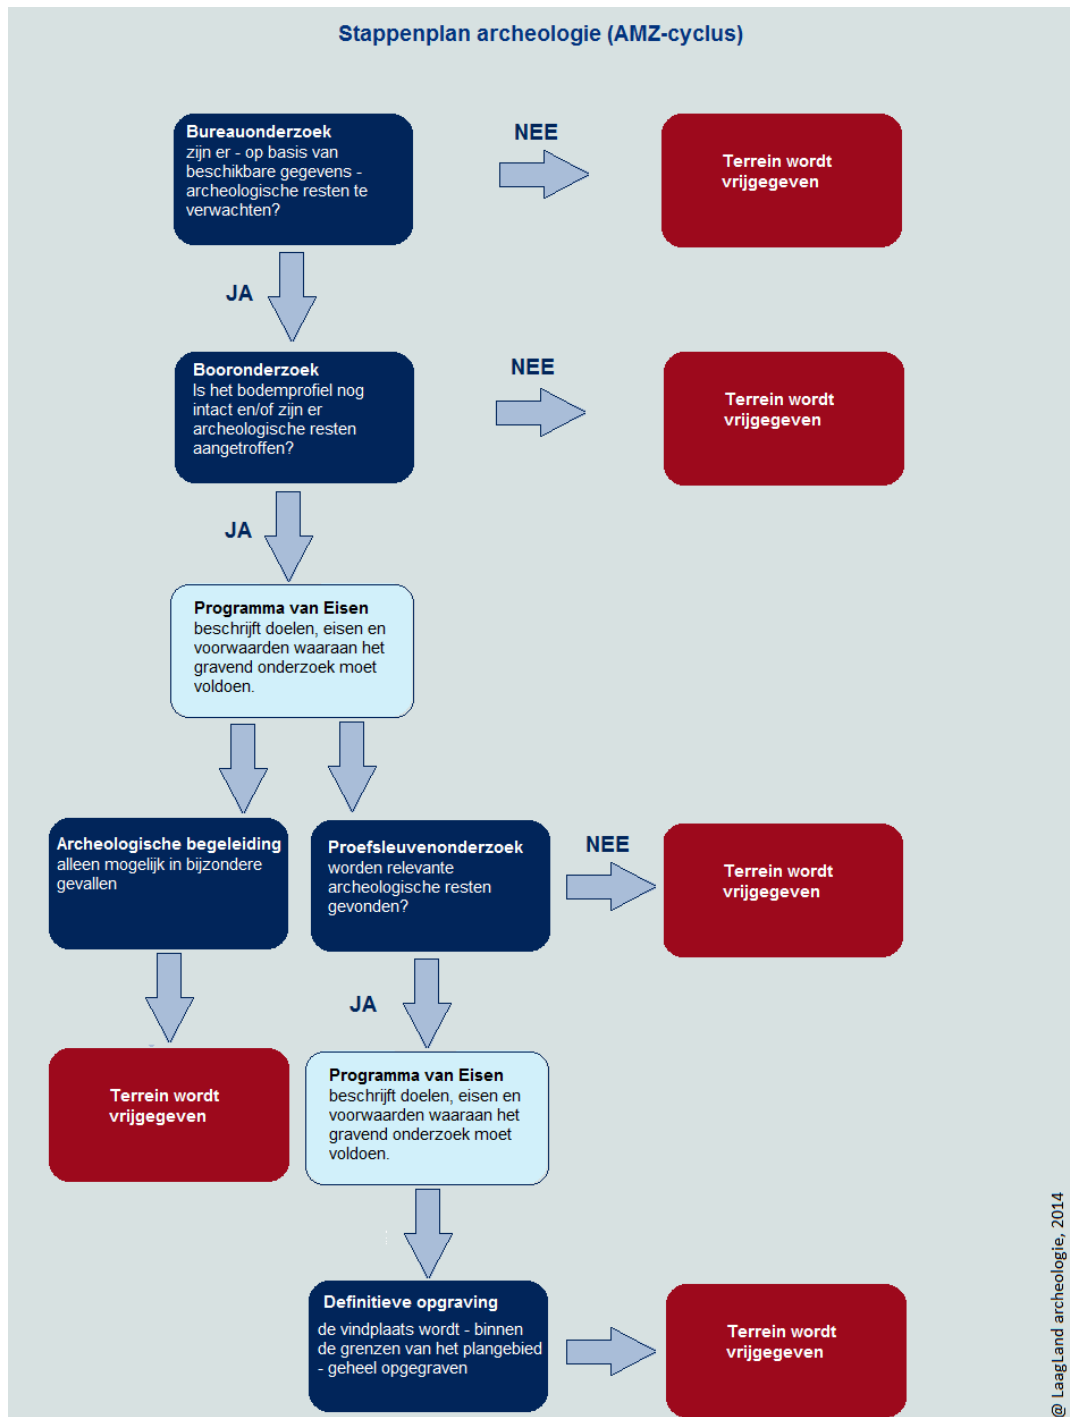 Stappenplan archeologie (AMZ-cyclus)
Bureauonderzoek
zijn er - op basis van
beschikbare gegevens -
archeologische resten te
verwachten?
NEE
Terrein wordt
vrijgegeven
JA
Booronderzoek
Is het bodemprofiel nog
intact en/of zijn er
archeologische resten
aangetroffen?
NEE
Terrein wordt
vrijgegeven
JA
Programma van Eisen
beschrijft doelen, eisen en
voorwaarden waaraan het
gravend onderzoek moet
voldoen.
Archeologische begeleiding
alleen mogelijk in bijzondere
gevallen
Proefsleuvenonderzoek
worden relevante
archeologische resten
gevonden?
NEE
Terrein wordt
vrijgegeven
JA
Terrein wordt
vrijgegeven
Programma van Eisen
beschrijft doelen, eisen en
voorwaarden waaraan het
gravend onderzoek moet
voldoen.
Definitieve opgraving
de vindplaats wordt - binnen
de grenzen van het plangebied
- geheel opgegraven
Terrein wordt
vrijgegeven
@ LaagLand archeologie, 2014